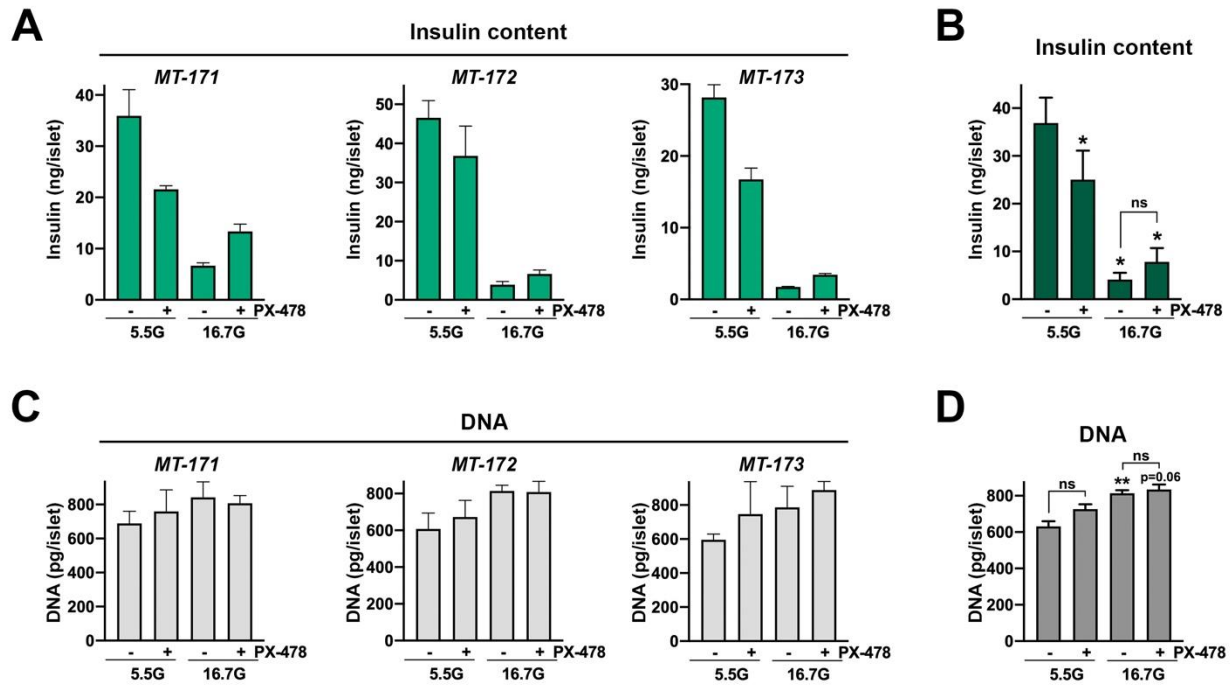 A
Insulin content
MT-171
Insulin (ng/islet)
40
30
20
10
0
- + - + PX-478
5.5G 16.7G
MT-172
Insulin (ng/islet)
50
40
30
20
10
0
- + - + PX-478
5.5G 16.7G
MT-173
Insulin (ng/islet)
30
20
10
0
- + - + PX-478
5.5G 16.7G
B
Insulin content
Insulin (ng/islet)
40
30
20
10
0
*
ns
* *
- + - + PX-478
5.5G 16.7G
C
DNA
MT-171
DNA (pg/islet)
800
600
400
200
0
- + - + PX-478
5.5G 16.7G
MT-172
DNA (pg/islet)
800
600
400
200
0
- + - + PX-478
5.5G 16.7G
MT-173
DNA (pg/islet)
800
600
400
800
0
- + - + PX-478
5.5G 16.7G
D
DNA
DNA (pg/islet)
800
600
400
800
0
ns
ns
** p=0.06
- + - + PX-478
5.5G 16.7G